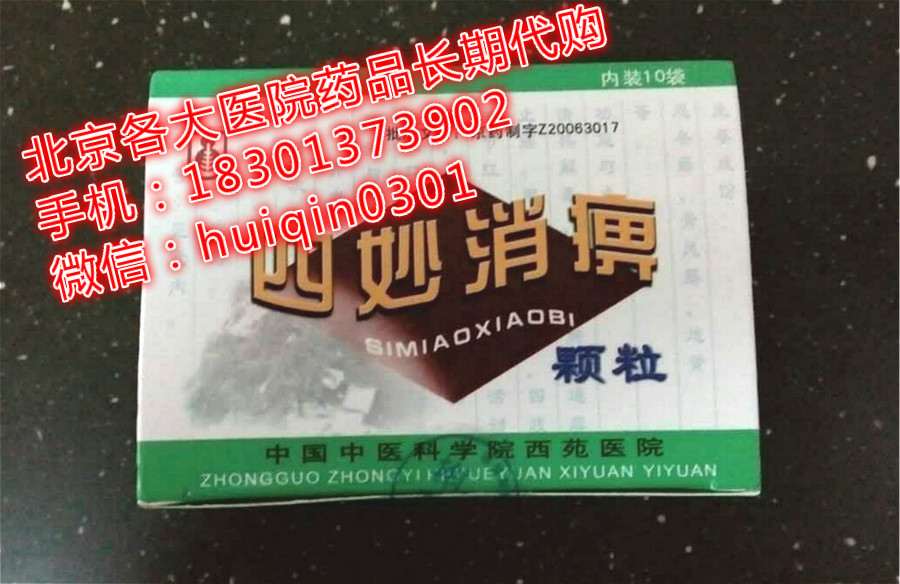 北京各大医院药品长期代购
手机：18301373902
微信：huiqin0301
内装10袋
药制字Z20063017
四妙消痹
SIMIAOXIAOBI
颗粒
中国中医科学院西苑医院
ZHONGGUO ZHONGYI YUAN XIYUAN YIYUAN